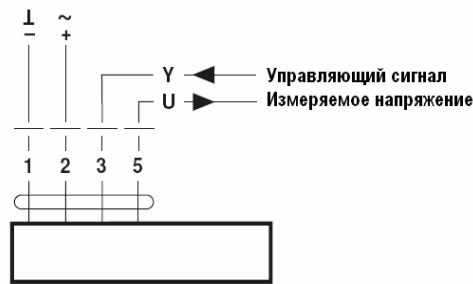 ⊥ ~
− +
Y Управляющий сигнал
U Измеряемое напряжение
1 2 3 5